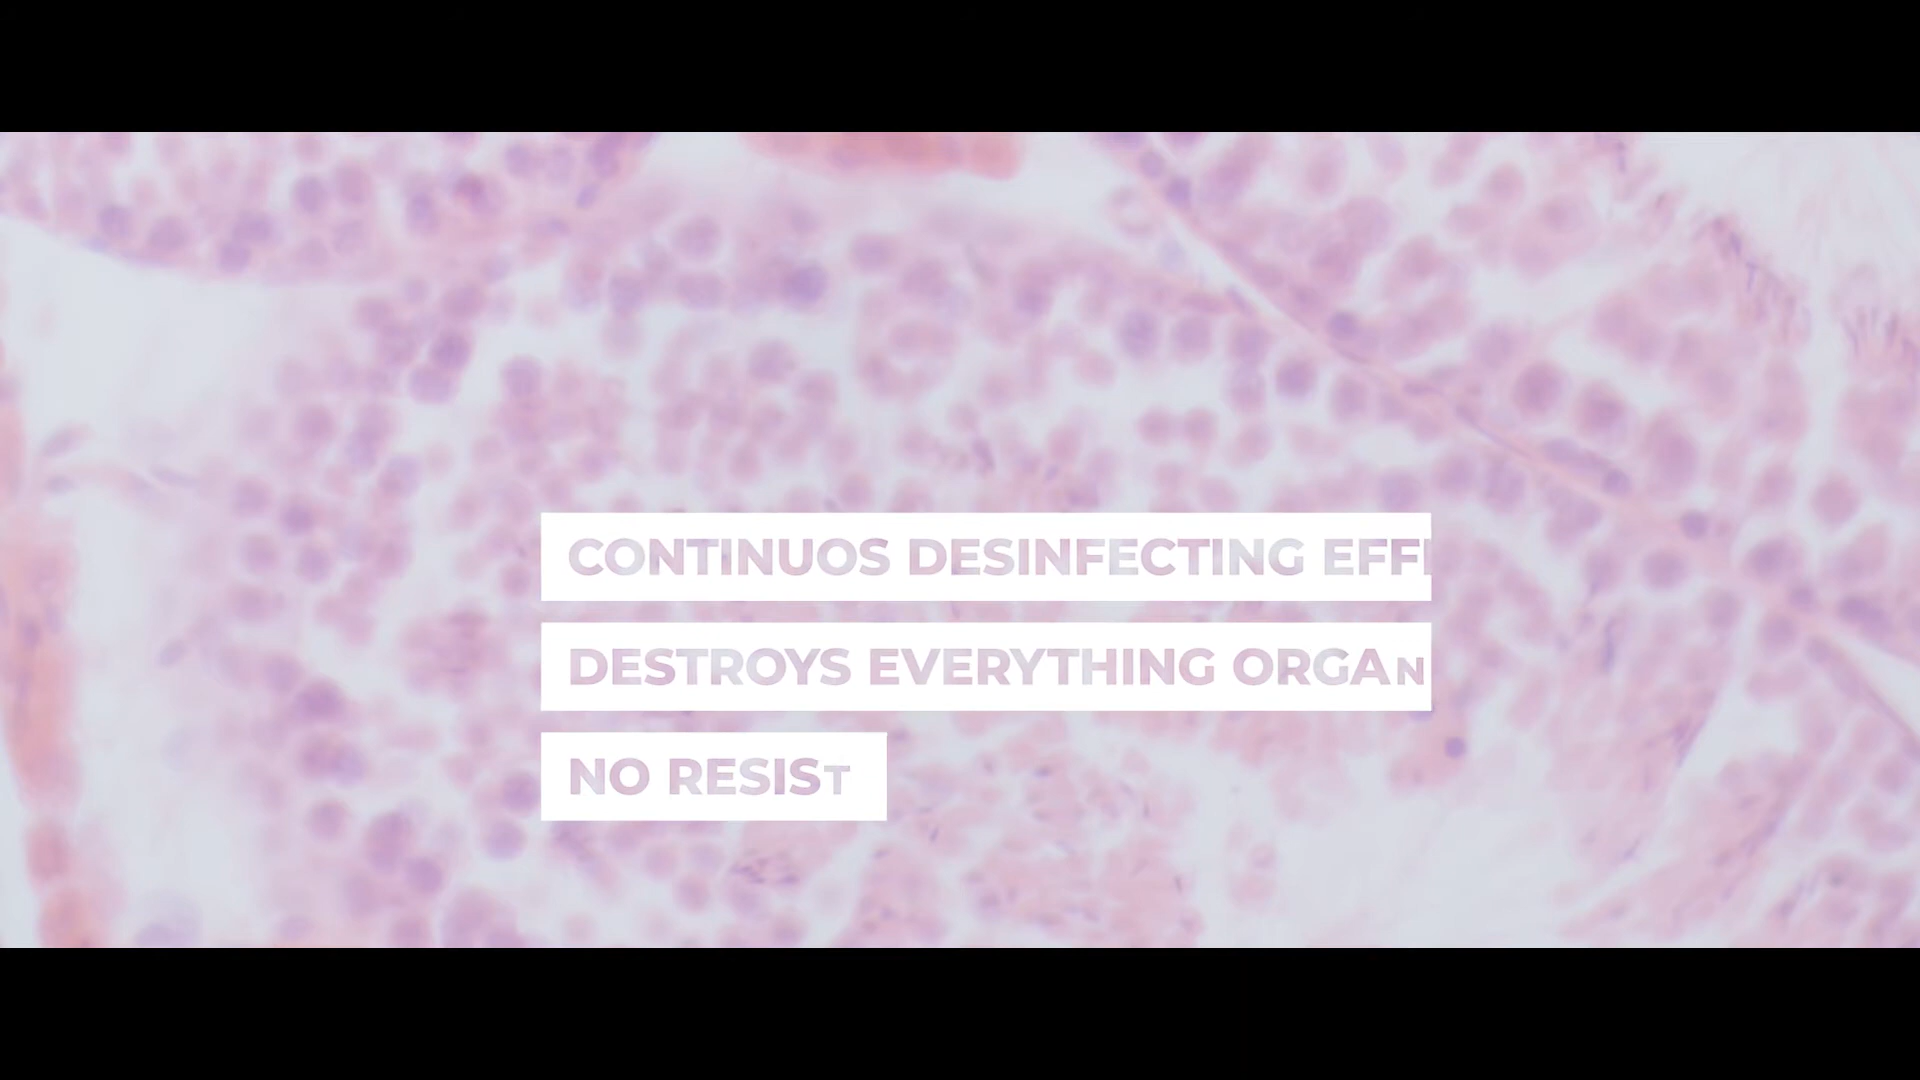 CONTINUOS DESINFECTING EFF
DESTROYS EVERYTHING ORGAN
NO RESIST